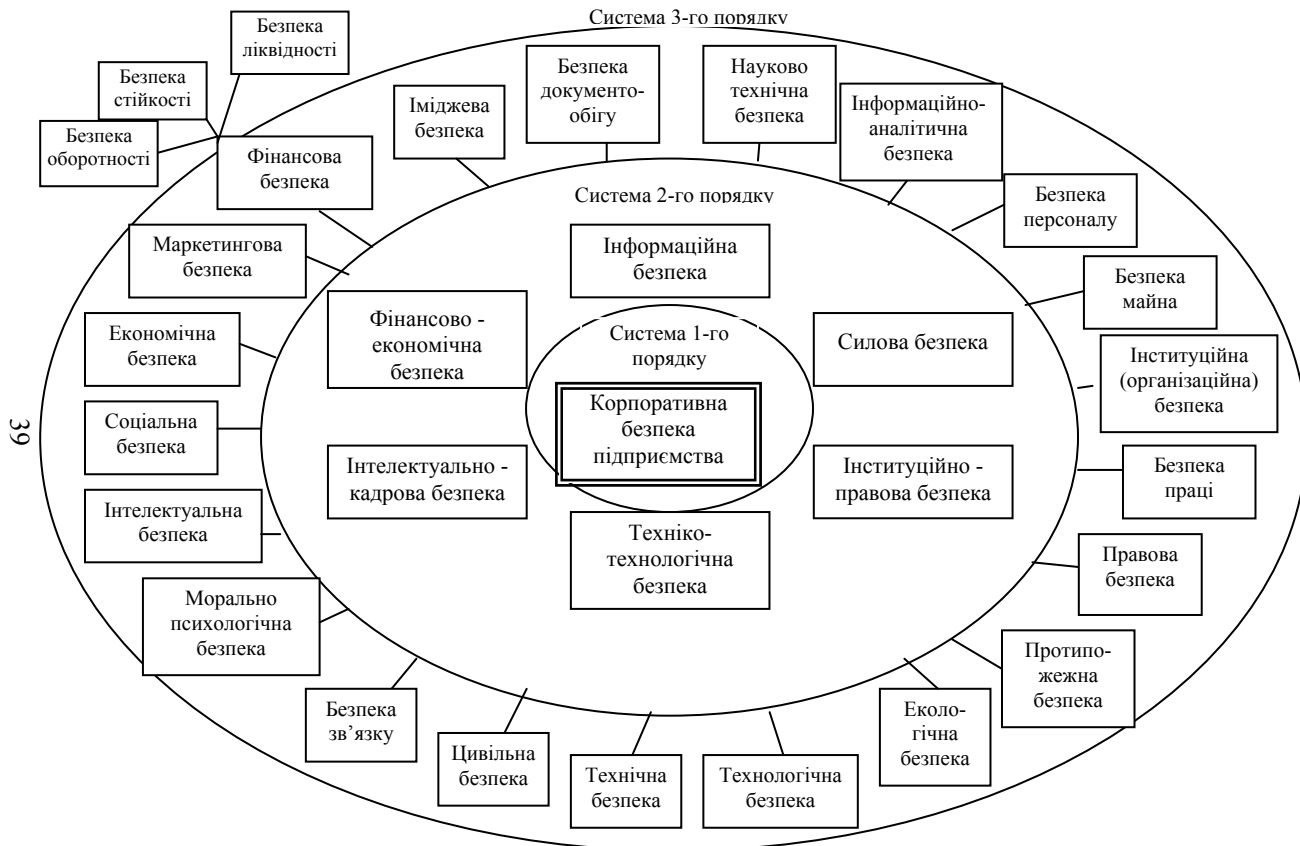 Система 3-го порядку
Безпека
ліквідності
Безпека
стійкості
Безпека
оборотності
Фінансова
безпека
Іміджева
безпека
Безпека
документо-
обігу
Науково
технічна
безпека
Інформаційно-
аналітична
безпека
Безпека
персоналу
Безпека
майна
Інституційна
(організаційна)
безпека
Безпека
праці
Правова
безпека
Протипо-
жежна
безпека
Еколо-
гічна
безпека
Технологічна
безпека
Технічна
безпека
Цивільна
безпека
Безпека
зв’язку
Морально
психологічна
безпека
Інтелектуальна
безпека
Соціальна
безпека
Економічна
безпека
Маркетингова
безпека
Система 2-го порядку
Інформаційна
безпека
Фінансово -
економічна
безпека
Силова безпека
Інтелектуально -
кадрова безпека
Інституційно -
правова безпека
Техніко-
технологічна
безпека
Система 1-го
порядку
Корпоративна
безпека
підприємства
39